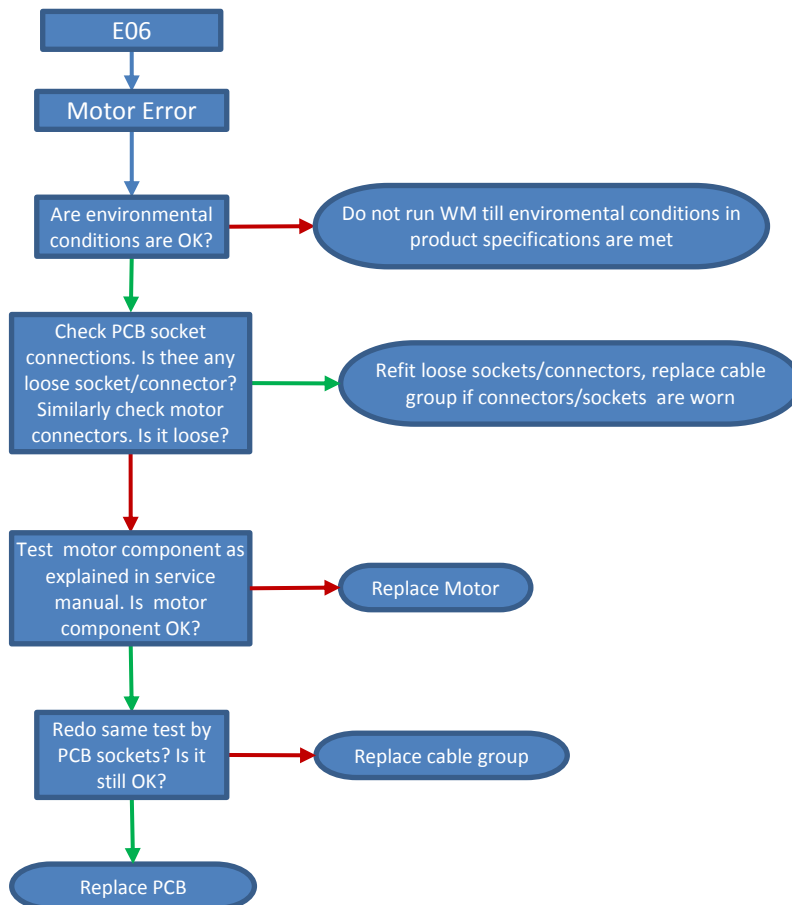 E06
Motor Error
Are environmental
conditions are OK?
Do not run WM till enviromental conditions in
product specifications are met
Check PCB socket
connections. Is thee any
loose socket/connector?
Similarly check motor
connectors. Is it loose?
Refit loose sockets/connectors, replace cable
group if connectors/sockets are worn
Test motor component as
explained in service
manual. Is motor
component OK?
Replace Motor
Redo same test by
PCB sockets? Is it
still OK?
Replace cable group
Replace PCB